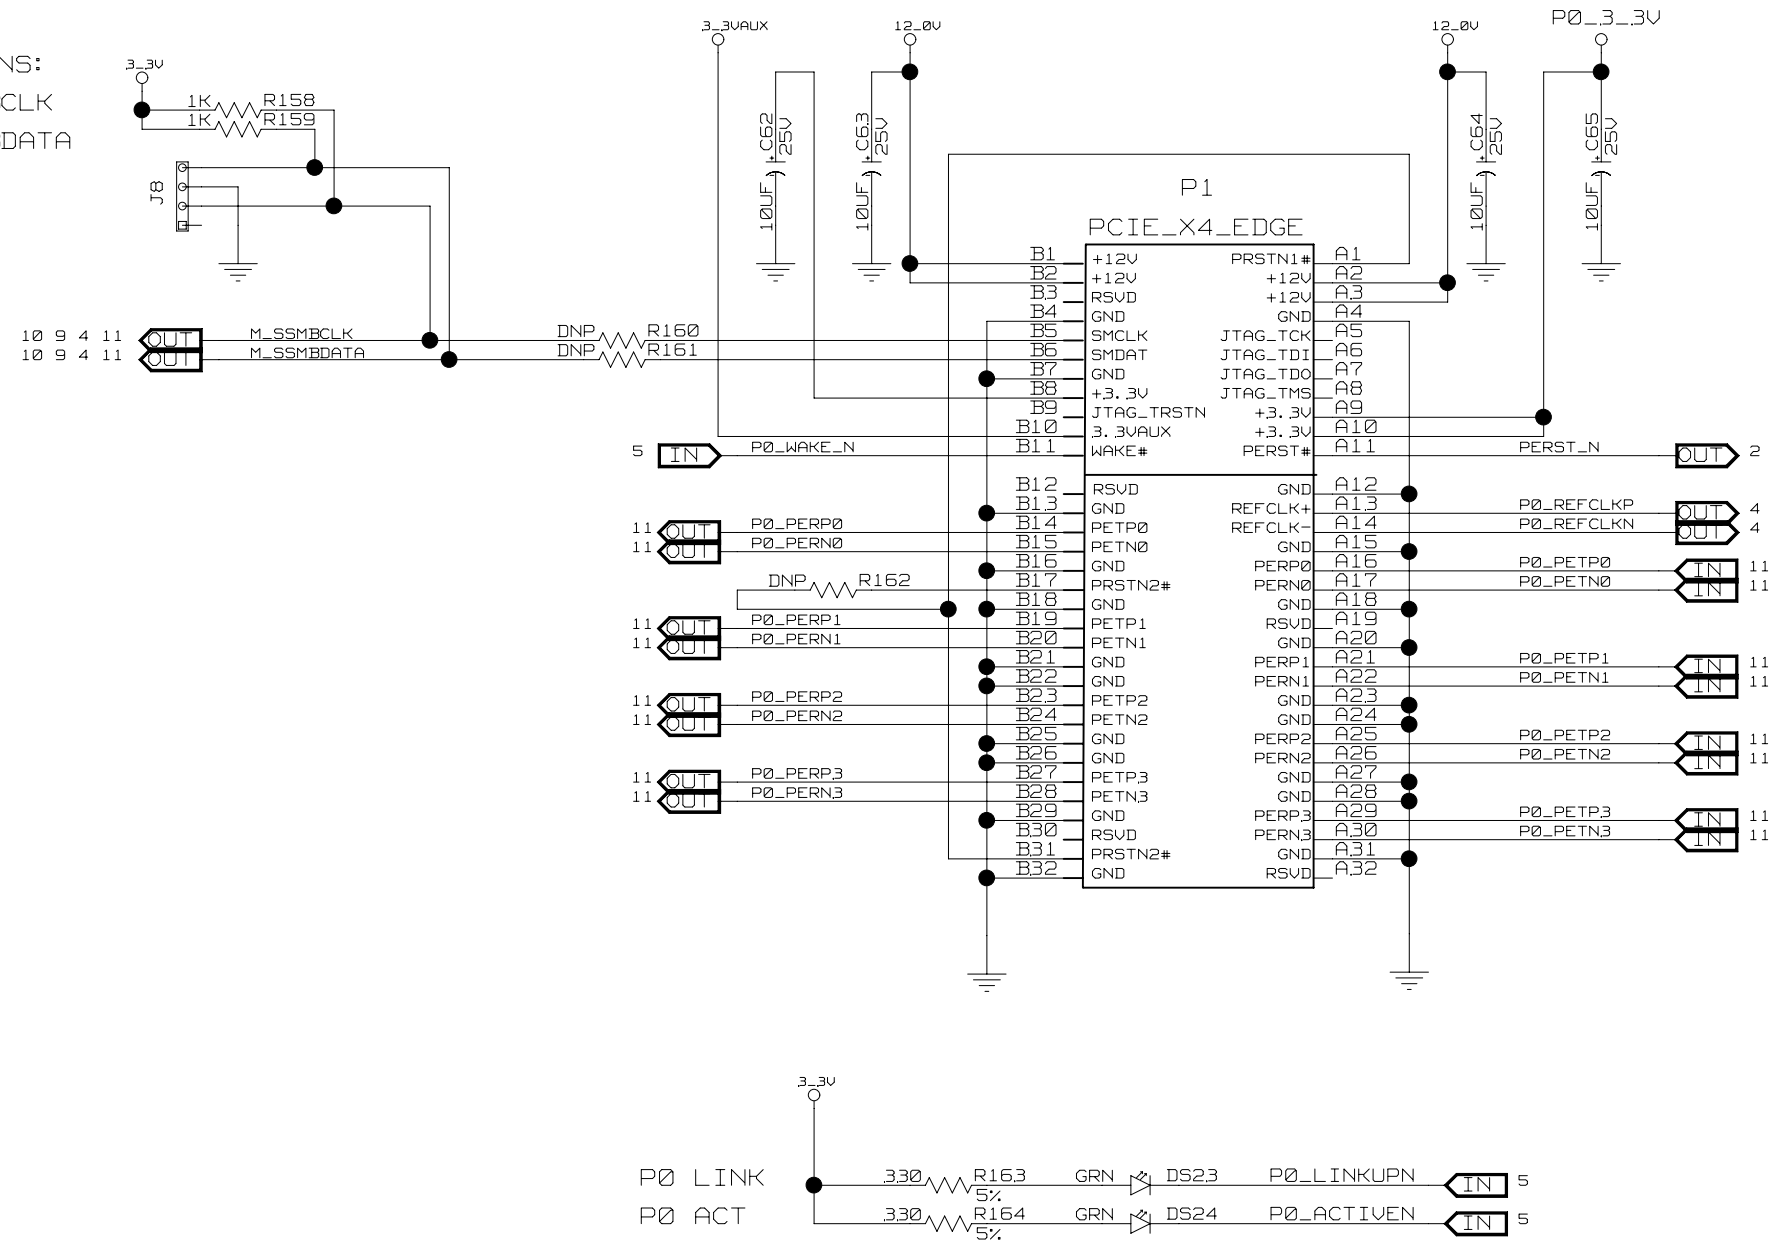 NS:
CLK
DATA
3_3V
1K R158
1K R159
J8
3_3VAUX
12_0V
12_0V
P0_3_3V
10UF C62 25V
10UF C63 25V
10UF C64 25V
10UF C65 25V
P1
PCIE_X4_EDGE
B1 +12V PRSTN1# A1
B2 +12V +12V A2
B3 RSVD +12V A3
B4 GND GND A4
10 9 4 11 OUT M_SSMBCLK DNP R160 B5 SMCLK JTAG_TCK A5
10 9 4 11 OUT M_SSMBDATA DNP R161 B6 SMDAT JTAG_TDI A6
B7 GND JTAG_TDO A7
B8 +3.3V JTAG_TMS A8
B9 JTAG_TRSTN +3.3V A9
B10 3.3VAUX +3.3V A10
5 IN P0_WAKE_N B11 WAKE# PERST# A11 PERST_N OUT 2
B12 RSVD GND A12
B13 GND REFCLK+ A13 P0_REFCLKP OUT 4
11 OUT P0_PERP0 B14 PETP0 REFCLK- A14 P0_REFCLKN OUT 4
11 OUT P0_PERN0 B15 PETN0 GND A15
B16 GND PERP0 A16 P0_PETP0 IN 11
DNP R162 B17 PRSTN2# PERN0 A17 P0_PETN0 IN 11
B18 GND GND A18
11 OUT P0_PERP1 B19 PETP1 RSVD A19
11 OUT P0_PERN1 B20 PETN1 GND A20
B21 GND PERP1 A21 P0_PETP1 IN 11
B22 GND PERN1 A22 P0_PETN1 IN 11
11 OUT P0_PERP2 B23 PETP2 GND A23
11 OUT P0_PERN2 B24 PETN2 GND A24
B25 GND PERP2 A25 P0_PETP2 IN 11
B26 GND PERN2 A26 P0_PETN2 IN 11
11 OUT P0_PERP3 B27 PETP3 GND A27
11 OUT P0_PERN3 B28 PETN3 GND A28
B29 GND PERP3 A29 P0_PETP3 IN 11
B30 RSVD PERN3 A30 P0_PETN3 IN 11
B31 PRSTN2# GND A31
B32 GND RSVD A32
3_3V
P0 LINK 330 R163 5% GRN DS23 P0_LINKUPN IN 5
P0 ACT 330 R164 5% GRN DS24 P0_ACTIVEN IN 5